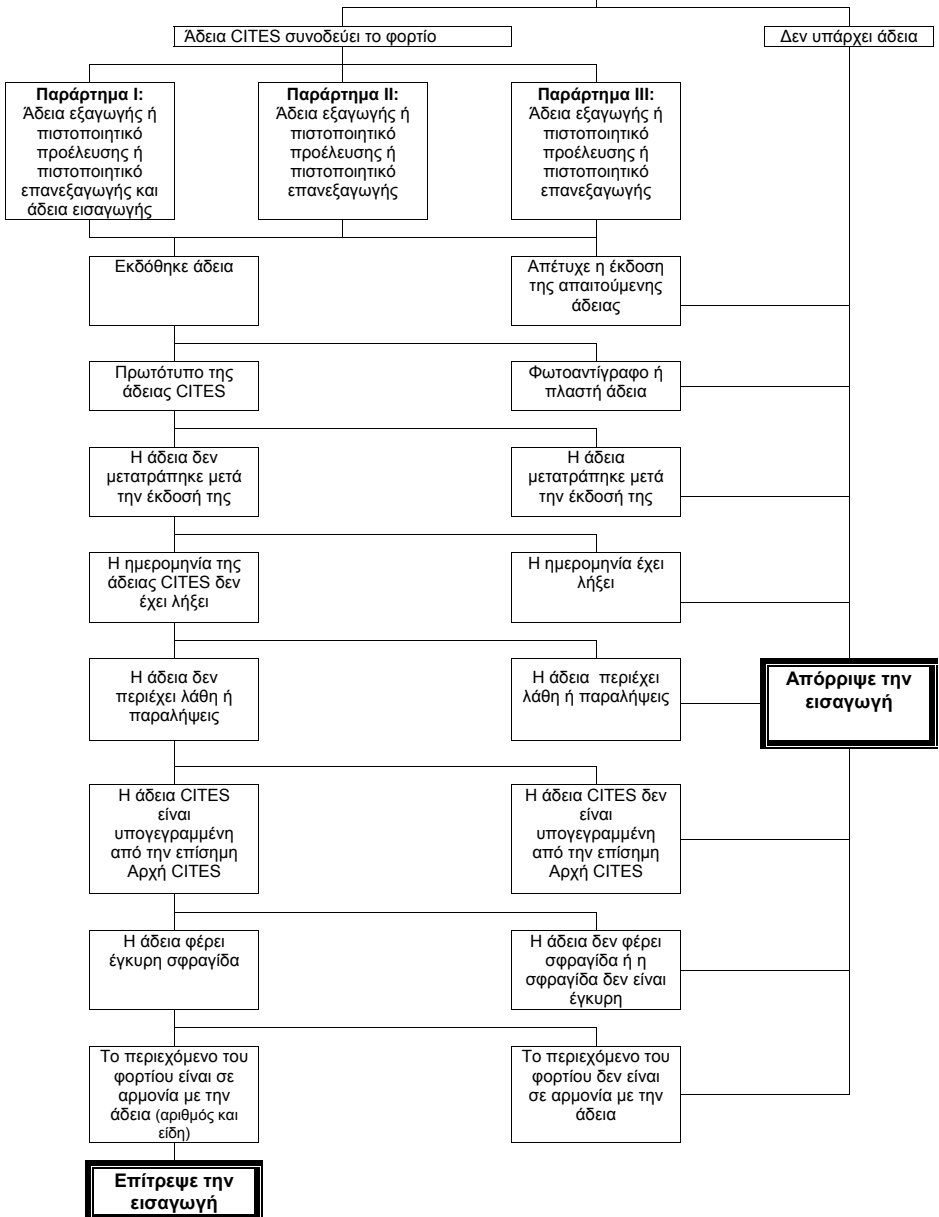 Άδεια CITES συνοδεύει το φορτίο
Δεν υπάρχει άδεια
Παράρτημα I:
Άδεια εξαγωγής ή
πιστοποιητικό
προέλευσης ή
πιστοποιητικό
επανεξαγωγής και
άδεια εισαγωγής
Παράρτημα II:
Άδεια εξαγωγής ή
πιστοποιητικό
προέλευσης ή
πιστοποιητικό
επανεξαγωγής
Παράρτημα III:
Άδεια εξαγωγής ή
πιστοποιητικό
προέλευσης ή
πιστοποιητικό
επανεξαγωγής
Εκδόθηκε άδεια
Απέτυχε η έκδοση
της απαιτούμενης
άδειας
Πρωτότυπο της
άδειας CITES
Φωτοαντίγραφο ή
πλαστή άδεια
Η άδεια δεν
μετατράπηκε μετά
την έκδοσή της
Η άδεια
μετατράπηκε μετά
την έκδοσή της
Η ημερομηνία της
άδειας CITES δεν
έχει λήξει
Η ημερομηνία έχει
λήξει
Η άδεια δεν
περιέχει λάθη ή
παραλήψεις
Η άδεια  περιέχει
λάθη ή παραλήψεις
Απόρριψε την
εισαγωγή
Η άδεια CITES
είναι
υπογεγραμμένη
από την επίσημη
Αρχή CITES
Η άδεια CITES δεν
είναι
υπογεγραμμένη
από την επίσημη
Αρχή CITES
Η άδεια φέρει
έγκυρη σφραγίδα
Η άδεια δεν φέρει
σφραγίδα ή η
σφραγίδα δεν είναι
έγκυρη
Το περιεχόμενο του
φορτίου είναι σε
αρμονία με την
άδεια (αριθμός και
είδη)
Το περιεχόμενο του
φορτίου δεν είναι
σε αρμονία με την
άδεια
Επίτρεψε την
εισαγωγή